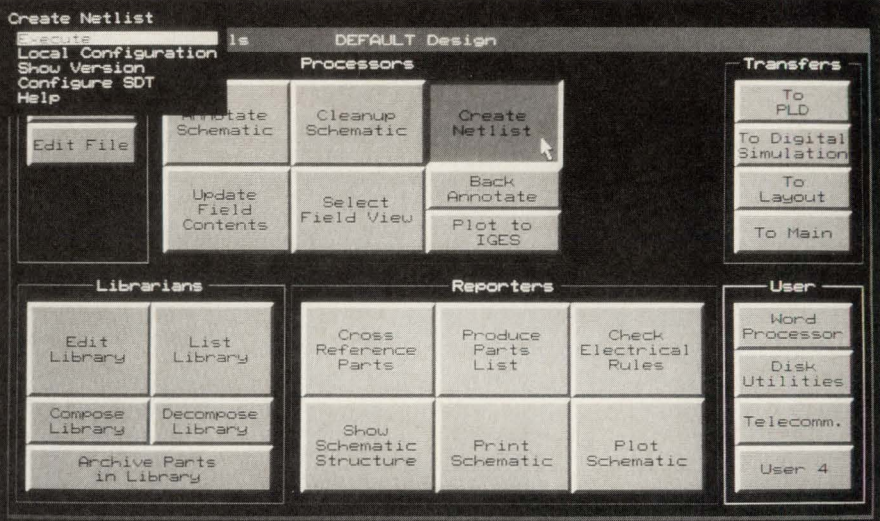 Create Netlist
Execute
Local Configuration
Show Version
Configure SDT
Help
ls DEFAULT Design
Processors
Annotate
Schematic
Cleanup
Schematic
Create
Netlist
Update
Field
Contents
Select
Field View
Back
Annotate
Plot to
IGES
Edit File
Transfers
To
PLD
To Digital
Simulation
To
Layout
To Main
Librarians
Edit
Library
List
Library
Compose
Library
Decompose
Library
Archive Parts
in Library
Reporters
Cross
Reference
Parts
Produce
Parts
List
Check
Electrical
Rules
Show
Schematic
Structure
Print
Schematic
Plot
Schematic
User
Word
Processor
Disk
Utilities
Telecomm.
User 4